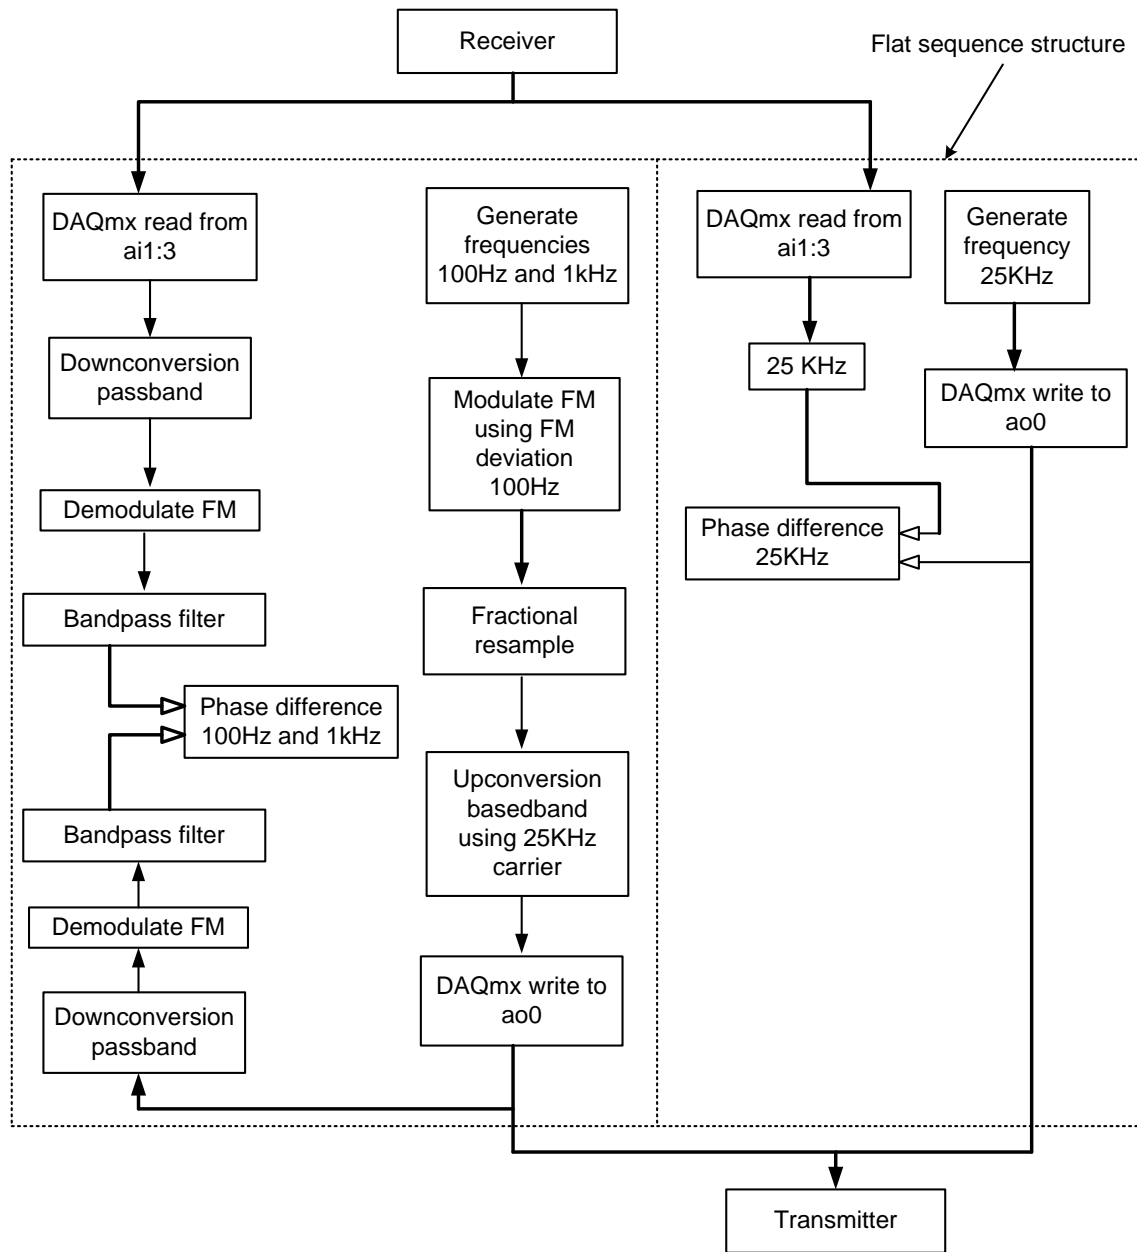 Receiver
Flat sequence structure
DAQmx read from
ai1:3
Downconversion
passband
Demodulate FM
Bandpass filter
Phase difference
100Hz and 1kHz
Bandpass filter
Demodulate FM
Downconversion
passband
Generate
frequencies
100Hz and 1kHz
Modulate FM
using FM
deviation
100Hz
Fractional
resample
Upconversion
basedband
using 25KHz
carrier
DAQmx write to
ao0
DAQmx read from
ai1:3
25 KHz
Phase difference
25KHz
Generate
frequency
25KHz
DAQmx write to
ao0
Transmitter